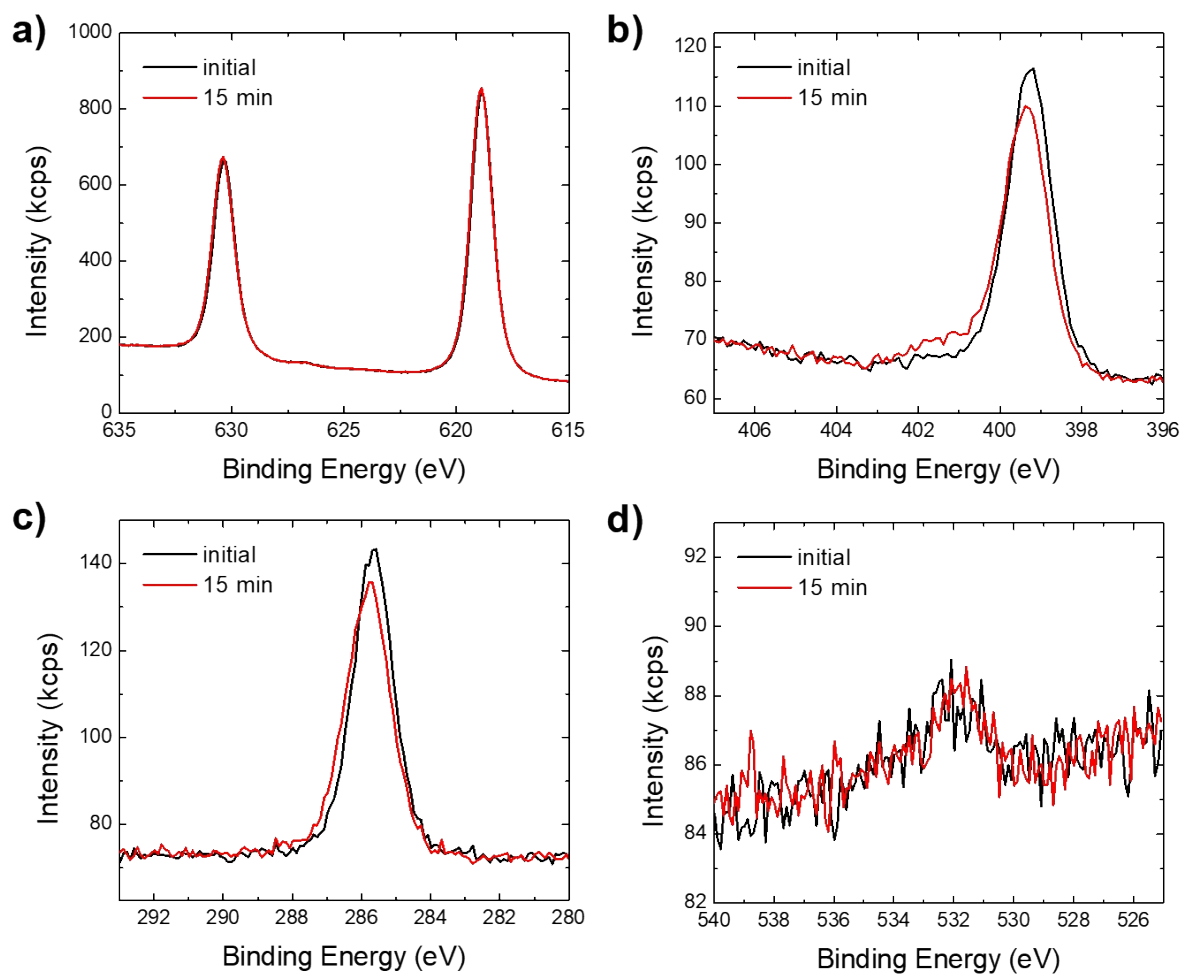 a)
initial
15 min
1000
800
600
400
200
0
635 630 625 620 615
Intensity (kcps)
Binding Energy (eV)
b)
initial
15 min
120
110
100
90
80
70
60
406 404 402 400 398 396
Intensity (kcps)
Binding Energy (eV)
c)
initial
15 min
140
120
100
80
292 290 288 286 284 282 280
Intensity (kcps)
Binding Energy (eV)
d)
initial
15 min
92
90
88
86
84
82
540 538 536 534 532 530 528 526
Intensity (kcps)
Binding Energy (eV)